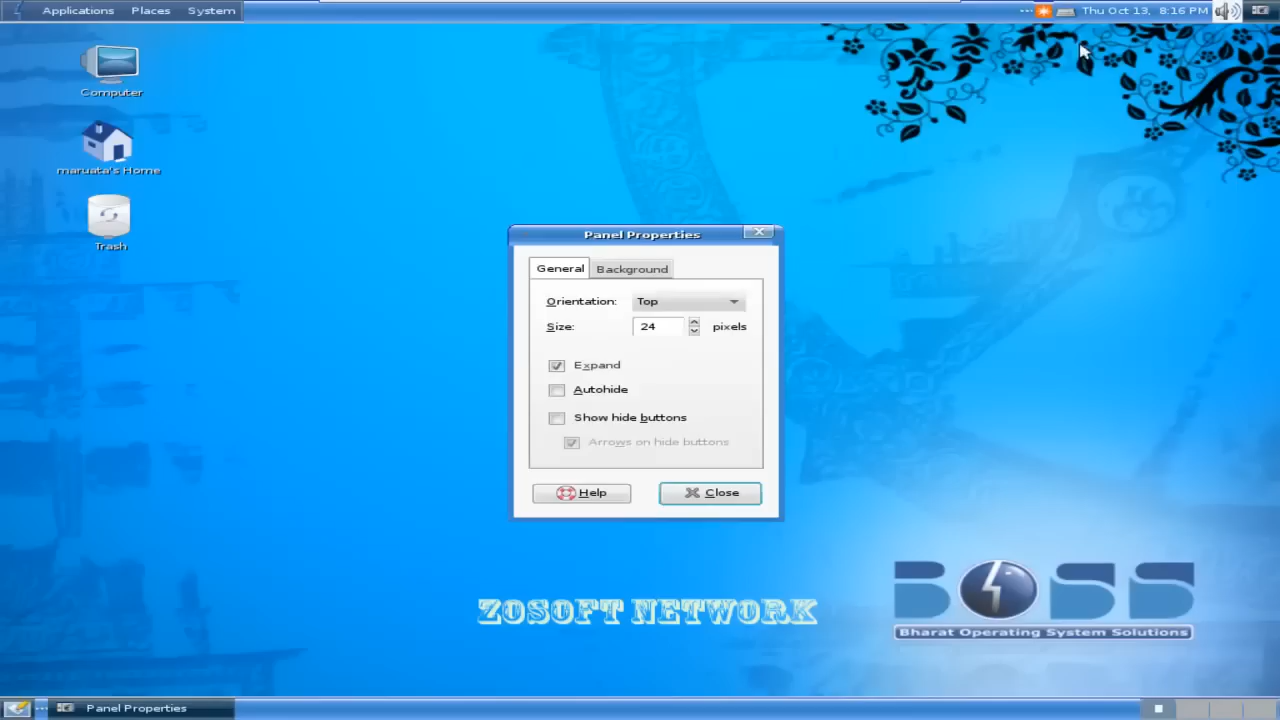 Applications Places System
Thu Oct 13, 8:16 PM
Computer
maruata's Home
Trash
Panel Properties
General Background
Orientation: Top
Size: 24 pixels
Expand
Autohide
Show hide buttons
Arrows on hide buttons
Help Close
ZOSOFT NETWORK
BOSS
Bharat Operating System Solutions
Panel Properties